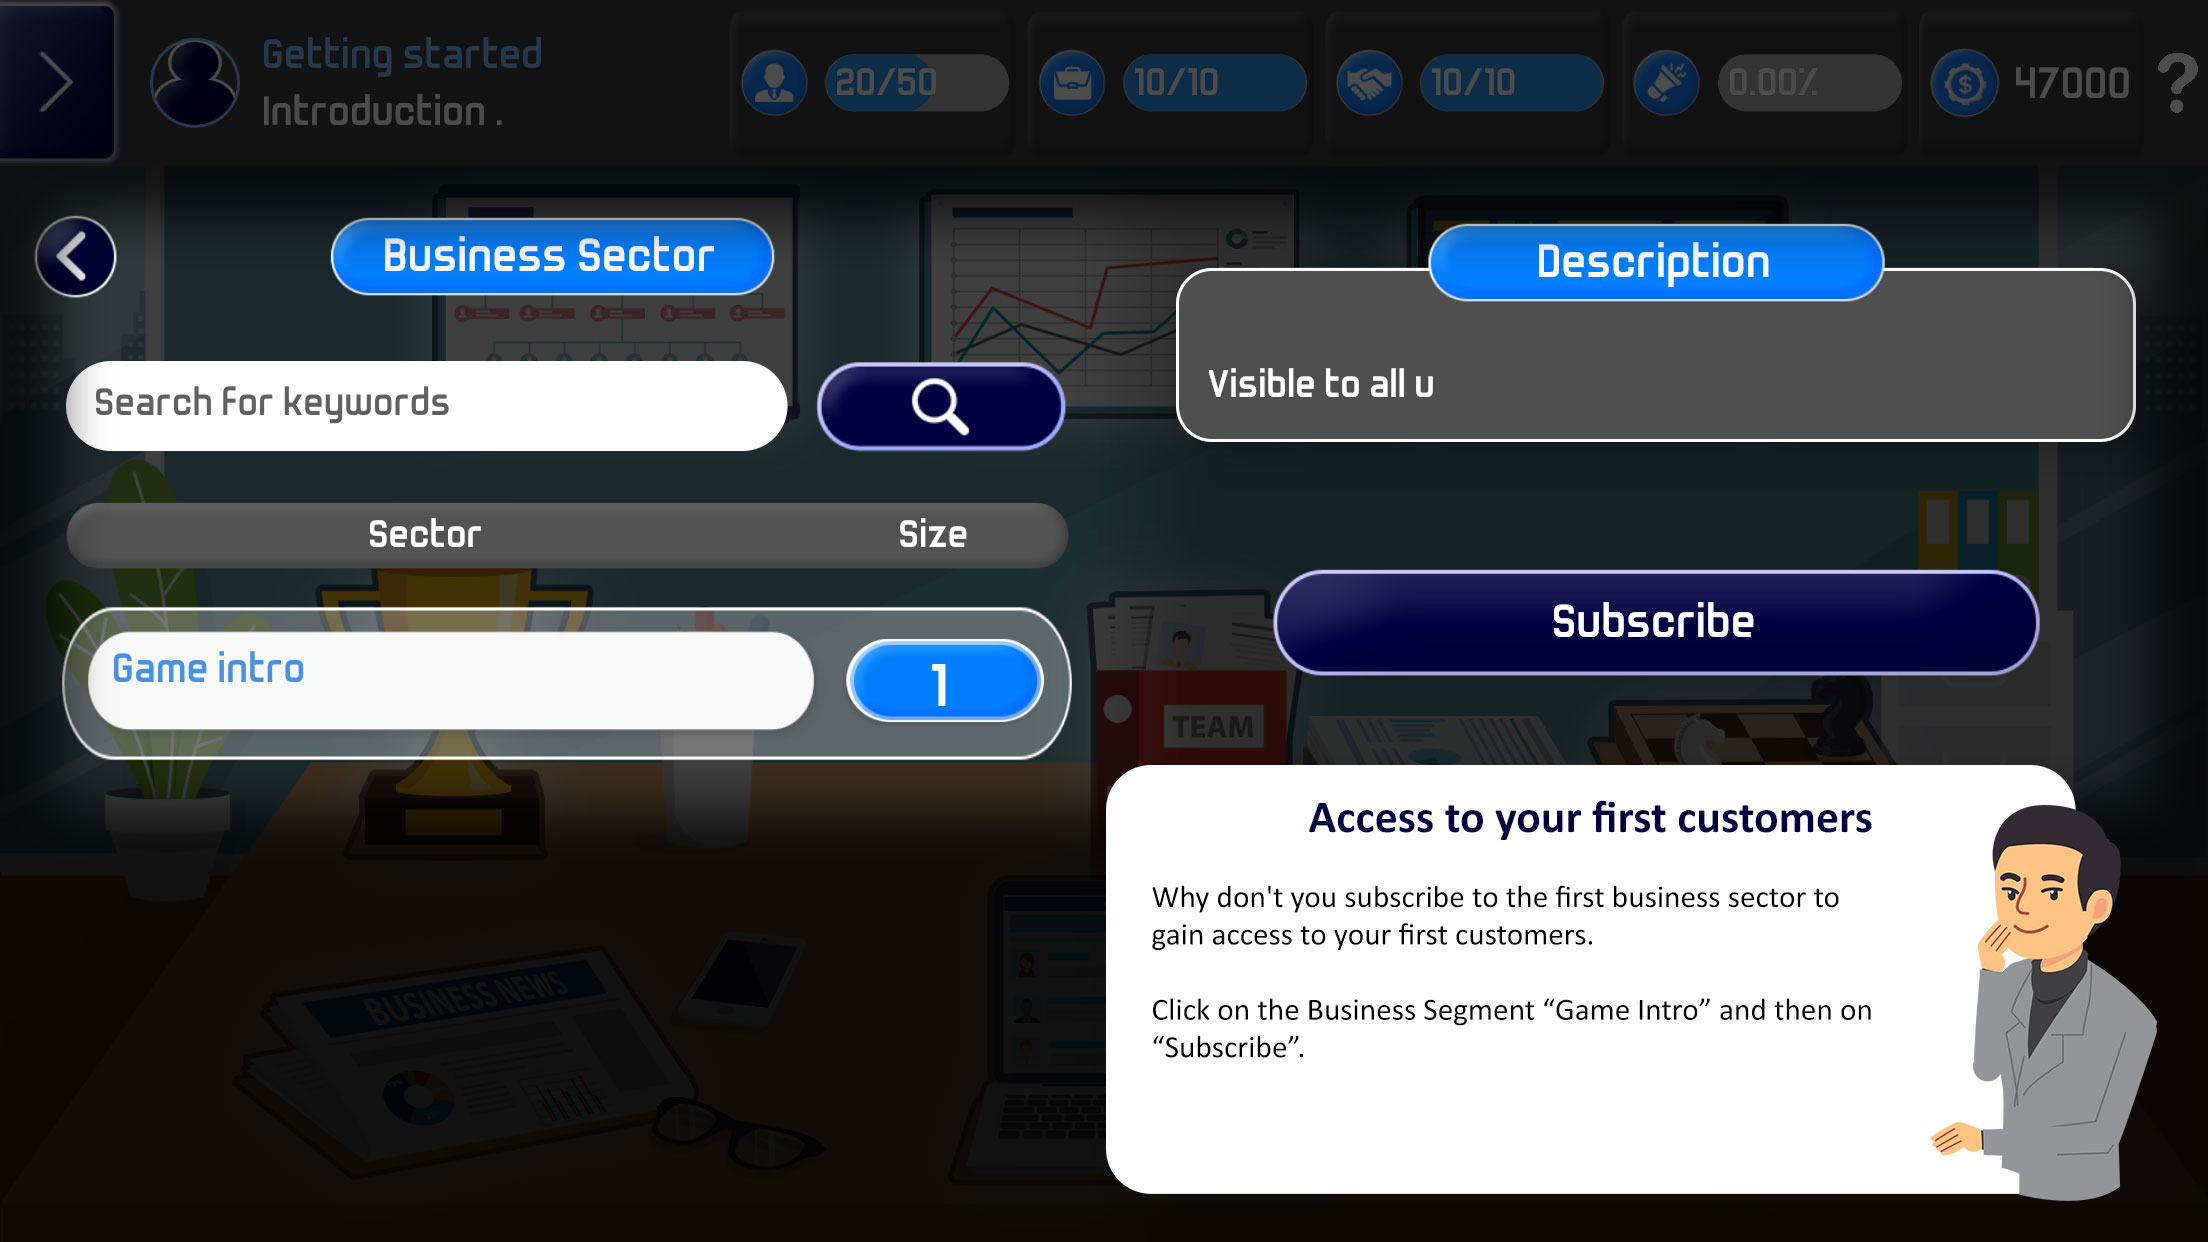 Getting started
Introduction .
20/50
10/10
10/10
0.00%
47000
?
Business Sector
Description
Search for keywords
Visible to all u
Sector
Size
Game intro
1
Subscribe
TEAM
Access to your first customers
Why don't you subscribe to the first business sector to
gain access to your first customers.
Click on the Business Segment “Game Intro” and then on
“Subscribe”.
BUSINESS NEWS